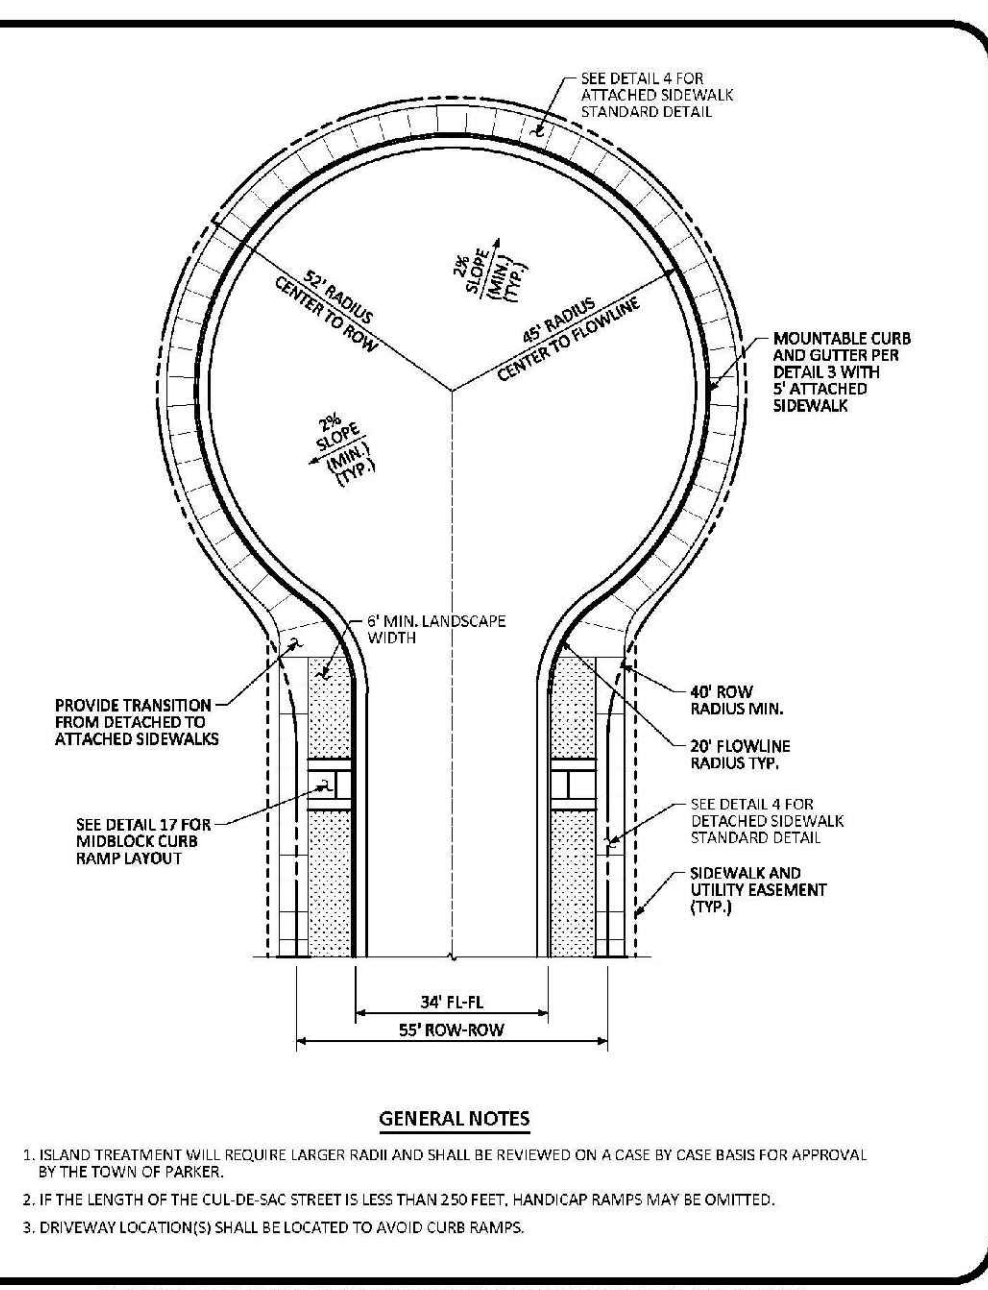 SEE DETAIL 4 FOR
ATTACHED SIDEWALK
STANDARD DETAIL
2%
SLOPE
(MIN.)
(TYP.)
52' RADIUS
CENTER TO ROW
45' RADIUS
CENTER TO FLOWLINE
MOUNTABLE CURB
AND GUTTER PER
DETAIL 3 WITH
5' ATTACHED
SIDEWALK
2%
SLOPE
(MIN.)
(TYP.)
6' MIN. LANDSCAPE
WIDTH
PROVIDE TRANSITION
FROM DETACHED TO
ATTACHED SIDEWALKS
40' ROW
RADIUS MIN.
20' FLOWLINE
RADIUS TYP.
SEE DETAIL 17 FOR
MIDBLOCK CURB
RAMP LAYOUT
SEE DETAIL 4 FOR
DETACHED SIDEWALK
STANDARD DETAIL
SIDEWALK AND
UTILITY EASEMENT
(TYP.)
34' FL-FL
55' ROW-ROW
GENERAL NOTES
1. ISLAND TREATMENT WILL REQUIRE LARGER RADII AND SHALL BE REVIEWED ON A CASE BY CASE BASIS FOR APPROVAL
BY THE TOWN OF PARKER.
2. IF THE LENGTH OF THE CUL-DE-SAC STREET IS LESS THAN 250 FEET, HANDICAP RAMPS MAY BE OMITTED.
3. DRIVEWAY LOCATION(S) SHALL BE LOCATED TO AVOID CURB RAMPS.